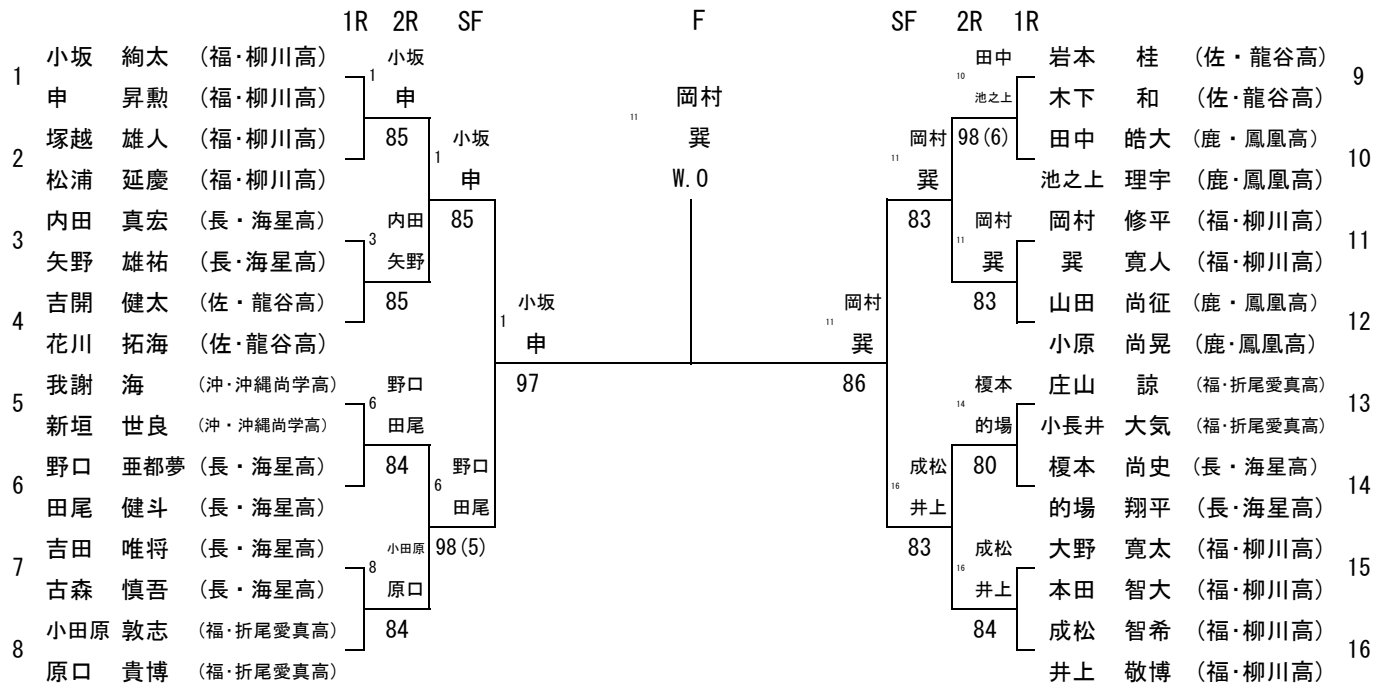 1R 2R SF F SF 2R 1R
小坂 絢太 (福・柳川高) 小坂 田中 岩本 桂 (佐・龍谷高)
1 1 10 9
申 昇勲 (福・柳川高) 申 岡村 池之上 木下 和 (佐・龍谷高)
11
塚越 雄人 (福・柳川高) 85 小坂 巽 岡村 98(6) 田中 皓大 (鹿・鳳凰高)
2 1 11 10
松浦 延慶 (福・柳川高) 申 W.O 巽 池之上 理宇 (鹿・鳳凰高)
内田 真宏 (長・海星高) 内田 85 83 岡村 岡村 修平 (福・柳川高)
3 3 11 11
矢野 雄祐 (長・海星高) 矢野 巽 巽 寛人 (福・柳川高)
吉開 健太 (佐・龍谷高) 85 小坂 岡村 83 山田 尚征 (鹿・鳳凰高)
4 1 11 12
花川 拓海 (佐・龍谷高) 申 巽 小原 尚晃 (鹿・鳳凰高)
我謝 海 (沖・沖縄尚学高) 野口 97 86 榎本 庄山 諒 (福・折尾愛真高)
5 6 14 13
新垣 世良 (沖・沖縄尚学高) 田尾 的場 小長井 大気 (福・折尾愛真高)
野口 亜都夢 (長・海星高) 84 野口 成松 80 榎本 尚史 (長・海星高)
6 6 16 14
田尾 健斗 (長・海星高) 田尾 井上 的場 翔平 (長・海星高)
吉田 唯将 (長・海星高) 小田原 98(5) 83 成松 大野 寛太 (福・柳川高)
7 8 16 15
古森 慎吾 (長・海星高) 原口 井上 本田 智大 (福・柳川高)
小田原 敦志 (福・折尾愛真高) 84 84 成松 智希 (福・柳川高)
8 16
原口 貴博 (福・折尾愛真高) 井上 敬博 (福・柳川高)